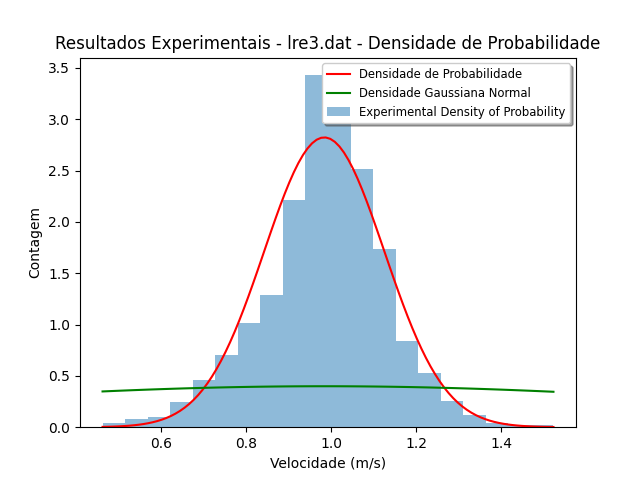 Resultados Experimentais - lre3.dat - Densidade de Probabilidade
Densidade de Probabilidade
Densidade Gaussiana Normal
Experimental Density of Probability
Contagem
3.5
3.0
2.5
2.0
1.5
1.0
0.5
0.0
0.6 0.8 1.0 1.2 1.4
Velocidade (m/s)